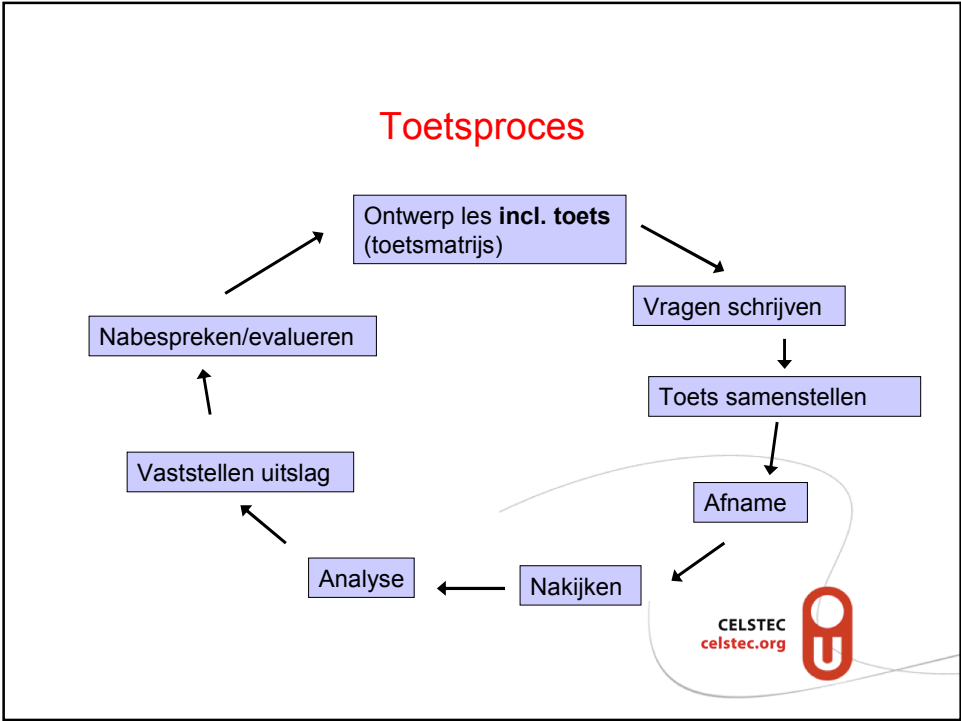 Toetsproces
Ontwerp les incl. toets
(toetsmatrijs)
Vragen schrijven
Toets samenstellen
Afname
Nakijken
Analyse
Vaststellen uitslag
Nabespreken/evalueren
CELSTEC
celstec.org